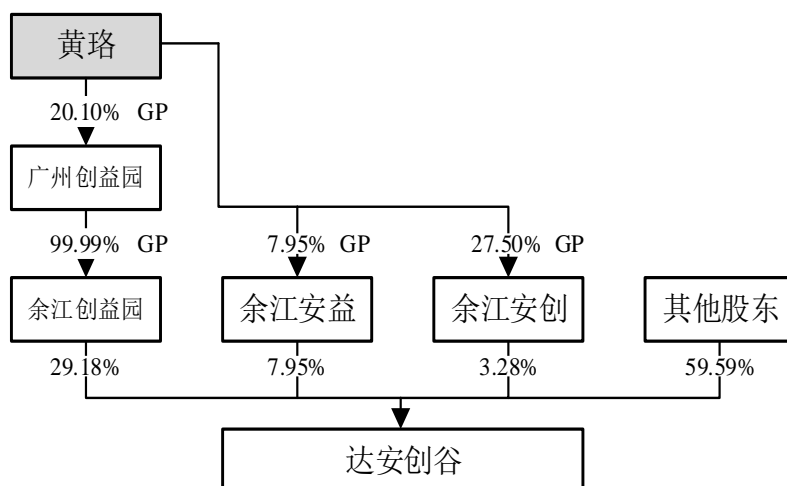 黄珞
20.10% GP
广州创益园
99.99% GP
7.95% GP
27.50% GP
余江创益园
余江安益
余江安创
其他股东
29.18%
7.95%
3.28%
59.59%
达安创谷